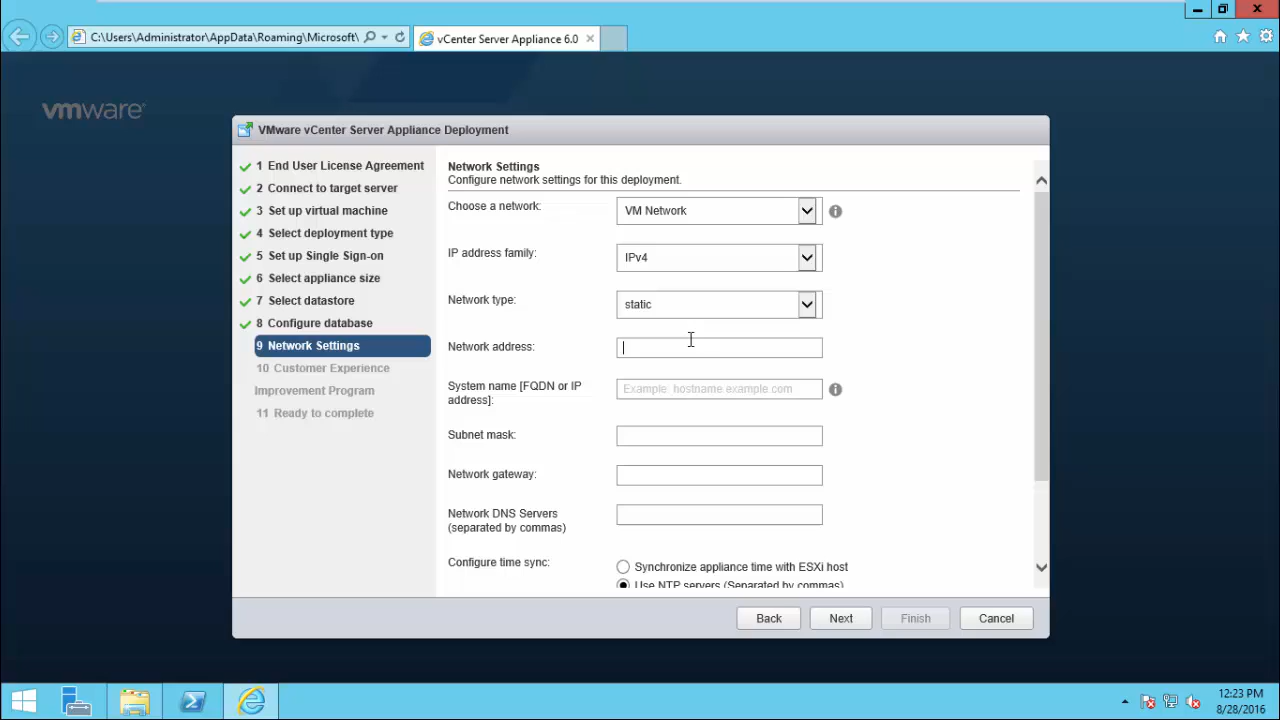 C:\Users\Administrator\AppData\Roaming\Microsoft\
vCenter Server Appliance 6.0
vmware®
VMware vCenter Server Appliance Deployment
1 End User License Agreement
2 Connect to target server
3 Set up virtual machine
4 Select deployment type
5 Set up Single Sign-on
6 Select appliance size
7 Select datastore
8 Configure database
9 Network Settings
10 Customer Experience
Improvement Program
11 Ready to complete
Network Settings
Configure network settings for this deployment.
Choose a network:
VM Network
IP address family:
IPv4
Network type:
static
Network address:
System name [FQDN or IP
address]:
Example: hostname.example.com
Subnet mask:
Network gateway:
Network DNS Servers
(separated by commas)
Configure time sync:
Synchronize appliance time with ESXi host
Use NTP servers (Separated by commas)
Back
Next
Finish
Cancel
12:23 PM
8/28/2016